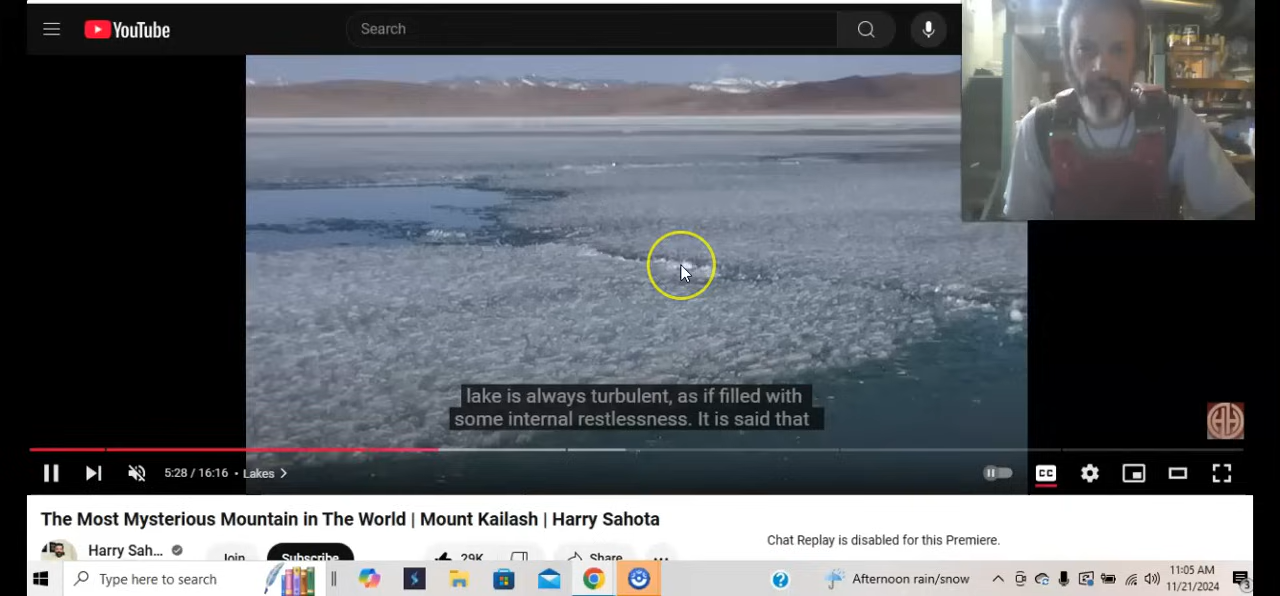 YouTube
Search
lake is always turbulent, as if filled with
some internal restlessness. It is said that
5:28 / 16:16 • Lakes >
CC
The Most Mysterious Mountain in The World | Mount Kailash | Harry Sahota
Chat Replay is disabled for this Premiere.
Harry Sah...
Join
Subscribe
29K
Share
Type here to search
Afternoon rain/snow
11:05 AM
11/21/2024
3